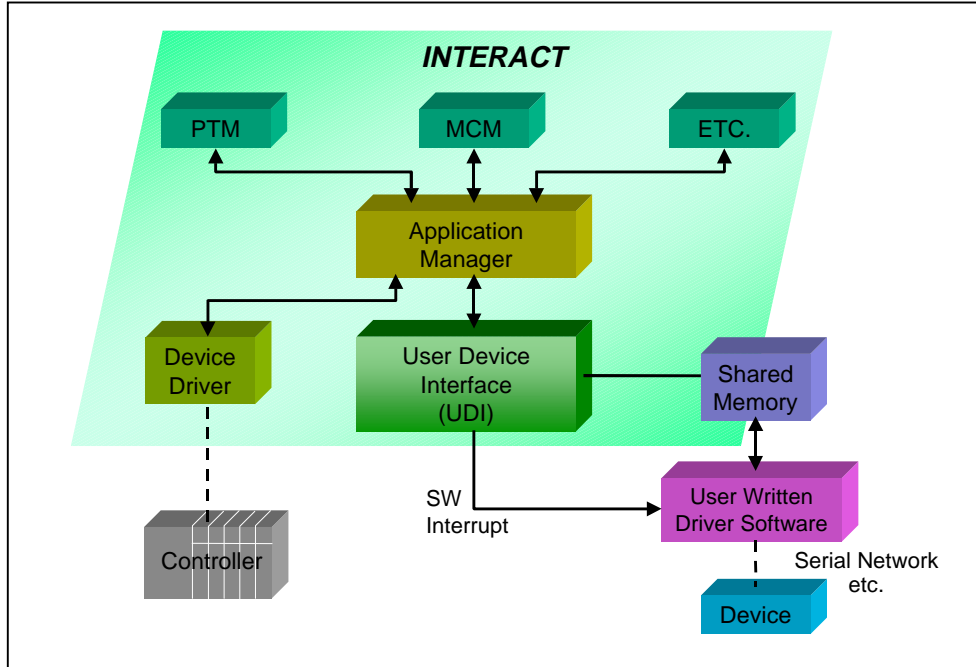 INTERACT
PTM
MCM
ETC.
Application
Manager
Device
Driver
User Device
Interface
(UDI)
Shared
Memory
SW
Interrupt
User Written
Driver Software
Controller
Serial Network
etc.
Device